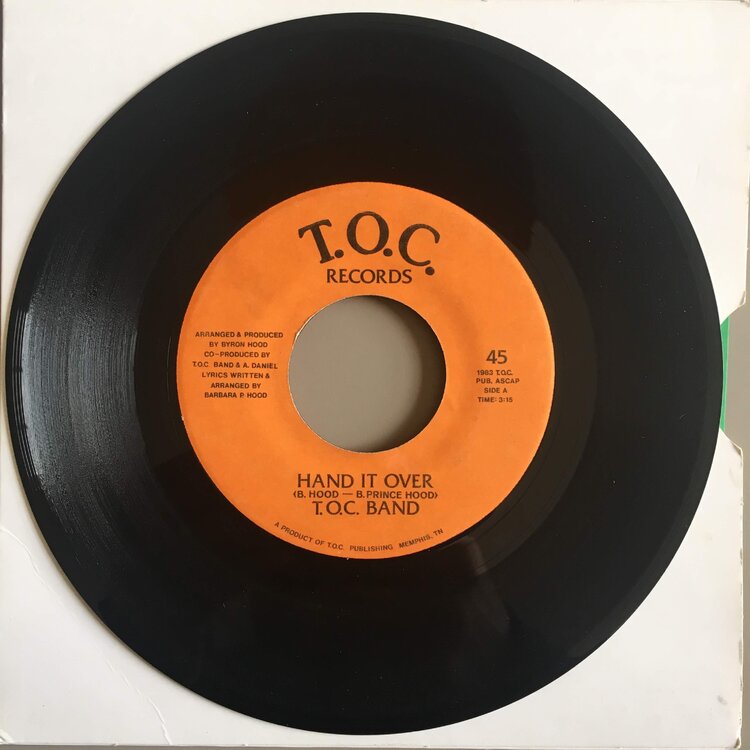 T.O.C.
RECORDS
ARRANGED & PRODUCED
BY BYRON HOOD
CO-PRODUCED BY
T.O.C. BAND & A. DANIEL
LYRICS WRITTEN &
ARRANGED BY
BARBARA P. HOOD
45
1983 T.O.C.
PUB. ASCAP
SIDE A
TIME: 3:15
HAND IT OVER
(B. HOOD — B. PRINCE HOOD)
T.O.C. BAND
A PRODUCT OF T.O.C. PUBLISHING MEMPHIS, TN